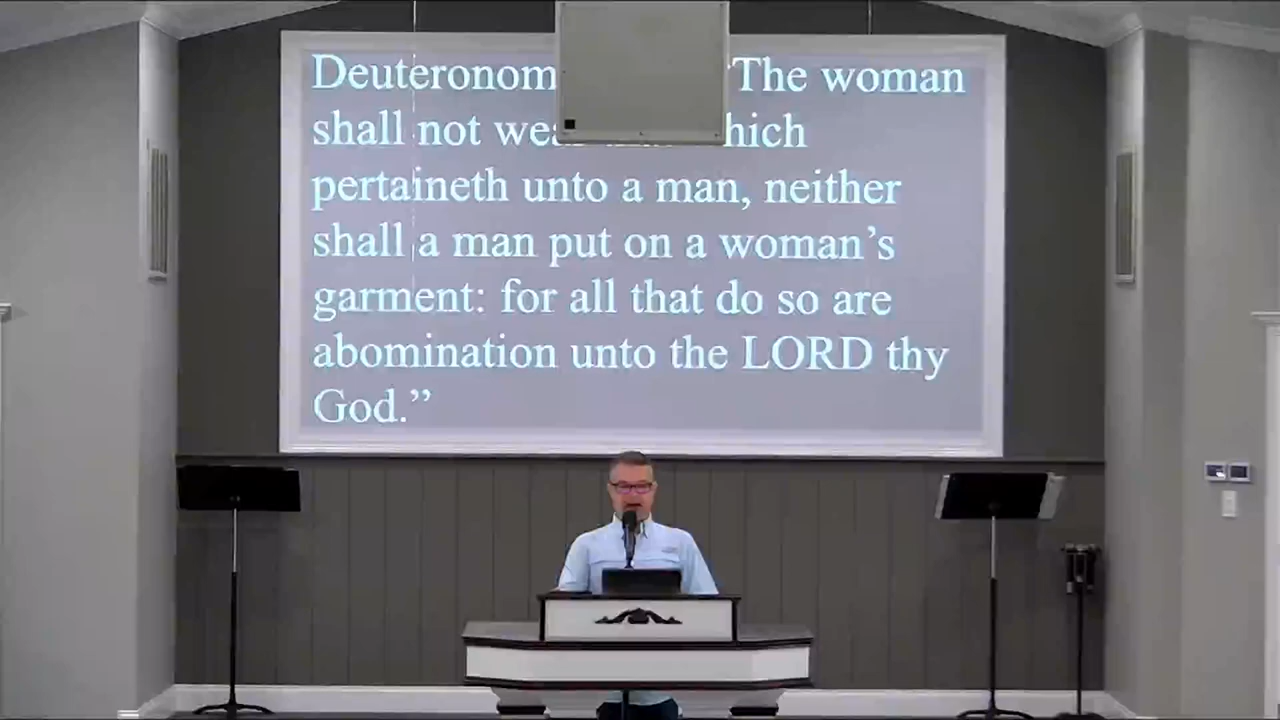 Deuteronom “The woman
shall not hich
pertaineth unto a man, neither
shall a man put on a woman’s
garment: for all that do so are
abomination unto the LORD thy
God.”